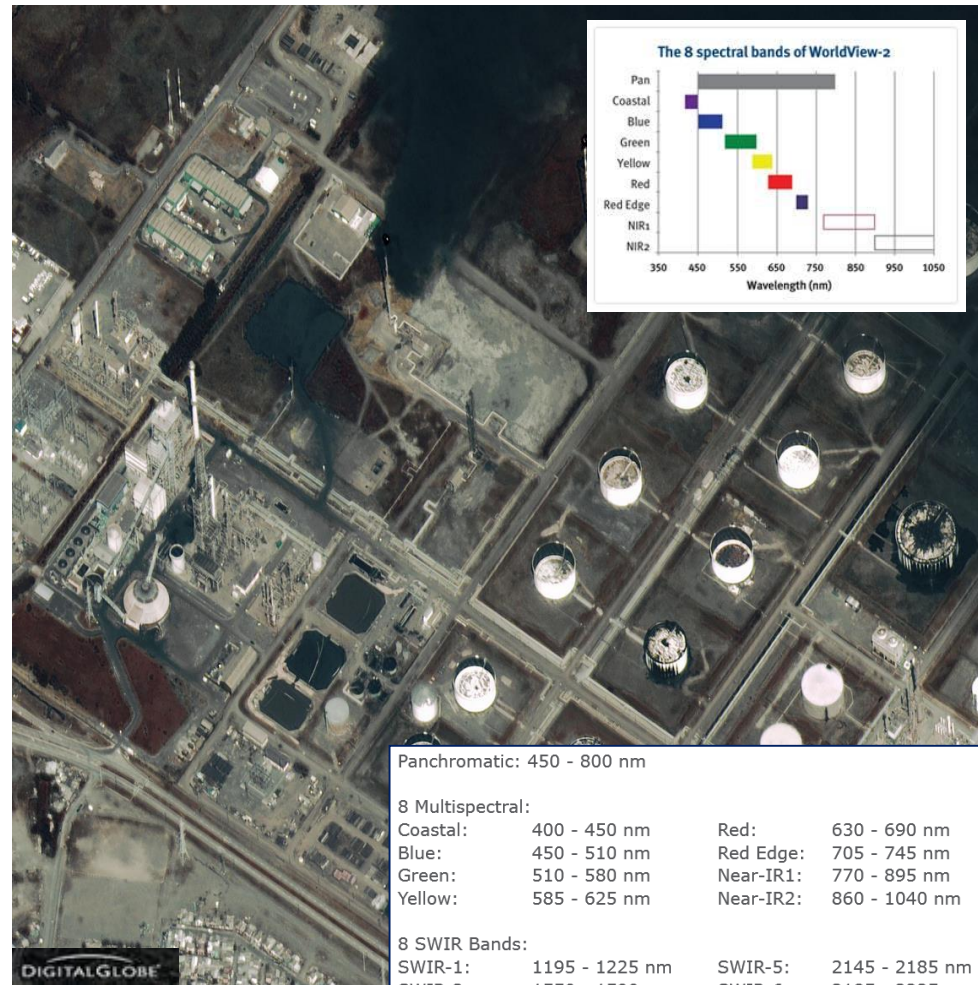 The 8 spectral bands of WorldView-2
Pan
Coastal
Blue
Green
Yellow
Red
Red Edge
NIR1
NIR2
350 450 550 650 750 850 950 1050
Wavelength (nm)
Panchromatic: 450 - 800 nm
8 Multispectral:
Coastal: 400 - 450 nm Red: 630 - 690 nm
Blue: 450 - 510 nm Red Edge: 705 - 745 nm
Green: 510 - 580 nm Near-IR1: 770 - 895 nm
Yellow: 585 - 625 nm Near-IR2: 860 - 1040 nm
8 SWIR Bands:
SWIR-1: 1195 - 1225 nm SWIR-5: 2145 - 2185 nm
DIGITALGLOBE